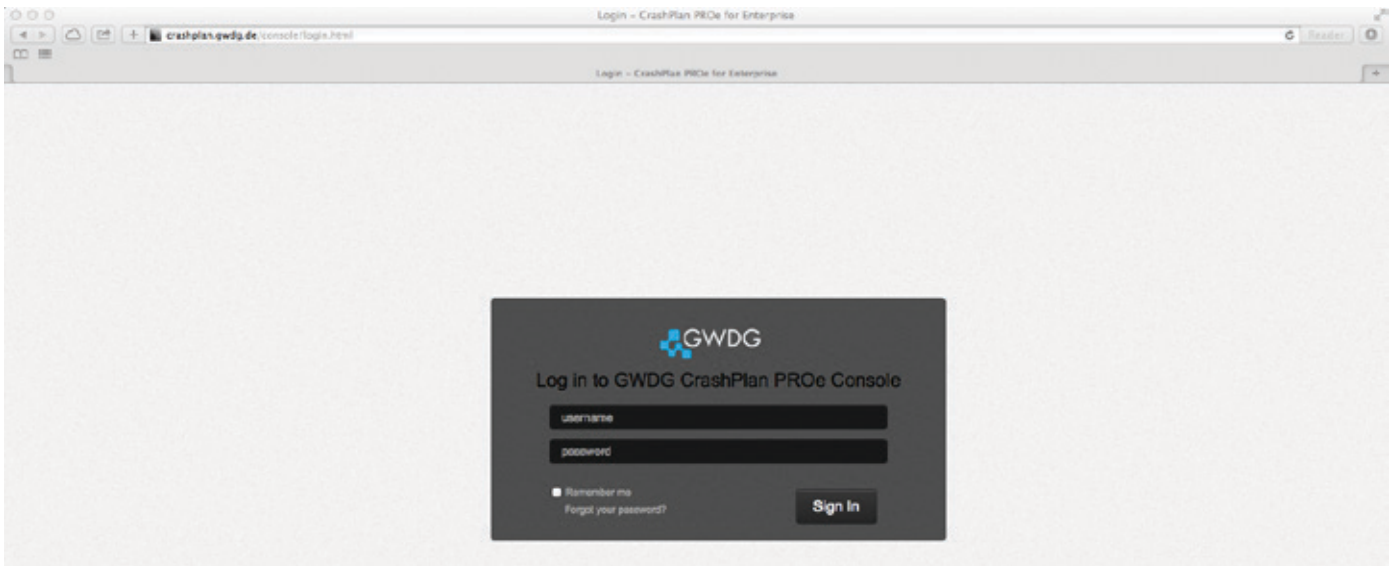 Login – CrashPlan PROe for Enterprise
crashplan.gwdg.de/console/login.html
Reader
Login – CrashPlan PROe for Enterprise
GWDG
Log in to GWDG CrashPlan PROe Console
username
password
Remember me
Forgot your password?
Sign In